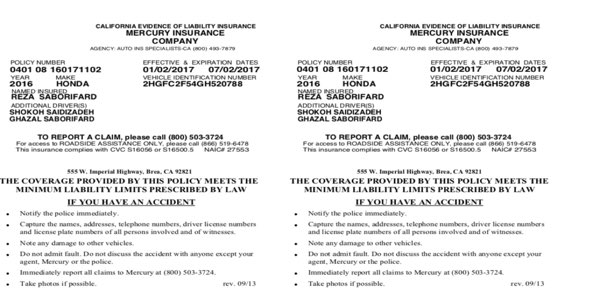 CALIFORNIA EVIDENCE OF LIABILITY INSURANCE
MERCURY INSURANCE
COMPANY
AGENCY: AUTO INS SPECIALISTS-CA (800) 493-7879
POLICY NUMBER EFFECTIVE & EXPIRATION DATES
0401 08 160171102 01/02/2017 07/02/2017
YEAR MAKE VEHICLE IDENTIFICATION NUMBER
2016 HONDA 2HGFC2F54GH520788
NAMED INSURED
REZA SABORIFARD
ADDITIONAL DRIVER(S)
SHOKOH SAIDIZADEH
GHAZAL SABORIFARD
TO REPORT A CLAIM, please call (800) 503-3724
For access to ROADSIDE ASSISTANCE ONLY, please call (866) 519-6478
This insurance complies with CVC S16056 or S16500.5 NAIC# 27553
555 W. Imperial Highway, Brea, CA 92821
THE COVERAGE PROVIDED BY THIS POLICY MEETS THE
MINIMUM LIABILITY LIMITS PRESCRIBED BY LAW
IF YOU HAVE AN ACCIDENT
• Notify the police immediately.
• Capture the names, addresses, telephone numbers, driver license numbers
and license plate numbers of all persons involved and of witnesses.
• Note any damage to other vehicles.
• Do not admit fault. Do not discuss the accident with anyone except your
agent, Mercury or the police.
• Immediately report all claims to Mercury at (800) 503-3724.
• Take photos if possible. rev. 09/13
CALIFORNIA EVIDENCE OF LIABILITY INSURANCE
MERCURY INSURANCE
COMPANY
AGENCY: AUTO INS SPECIALISTS-CA (800) 493-7879
POLICY NUMBER EFFECTIVE & EXPIRATION DATES
0401 08 160171102 01/02/2017 07/02/2017
YEAR MAKE VEHICLE IDENTIFICATION NUMBER
2016 HONDA 2HGFC2F54GH520788
NAMED INSURED
REZA SABORIFARD
ADDITIONAL DRIVER(S)
SHOKOH SAIDIZADEH
GHAZAL SABORIFARD
TO REPORT A CLAIM, please call (800) 503-3724
For access to ROADSIDE ASSISTANCE ONLY, please call (866) 519-6478
This insurance complies with CVC S16056 or S16500.5 NAIC# 27553
555 W. Imperial Highway, Brea, CA 92821
THE COVERAGE PROVIDED BY THIS POLICY MEETS THE
MINIMUM LIABILITY LIMITS PRESCRIBED BY LAW
IF YOU HAVE AN ACCIDENT
• Notify the police immediately.
• Capture the names, addresses, telephone numbers, driver license numbers
and license plate numbers of all persons involved and of witnesses.
• Note any damage to other vehicles.
• Do not admit fault. Do not discuss the accident with anyone except your
agent, Mercury or the police.
• Immediately report all claims to Mercury at (800) 503-3724.
• Take photos if possible. rev. 09/13